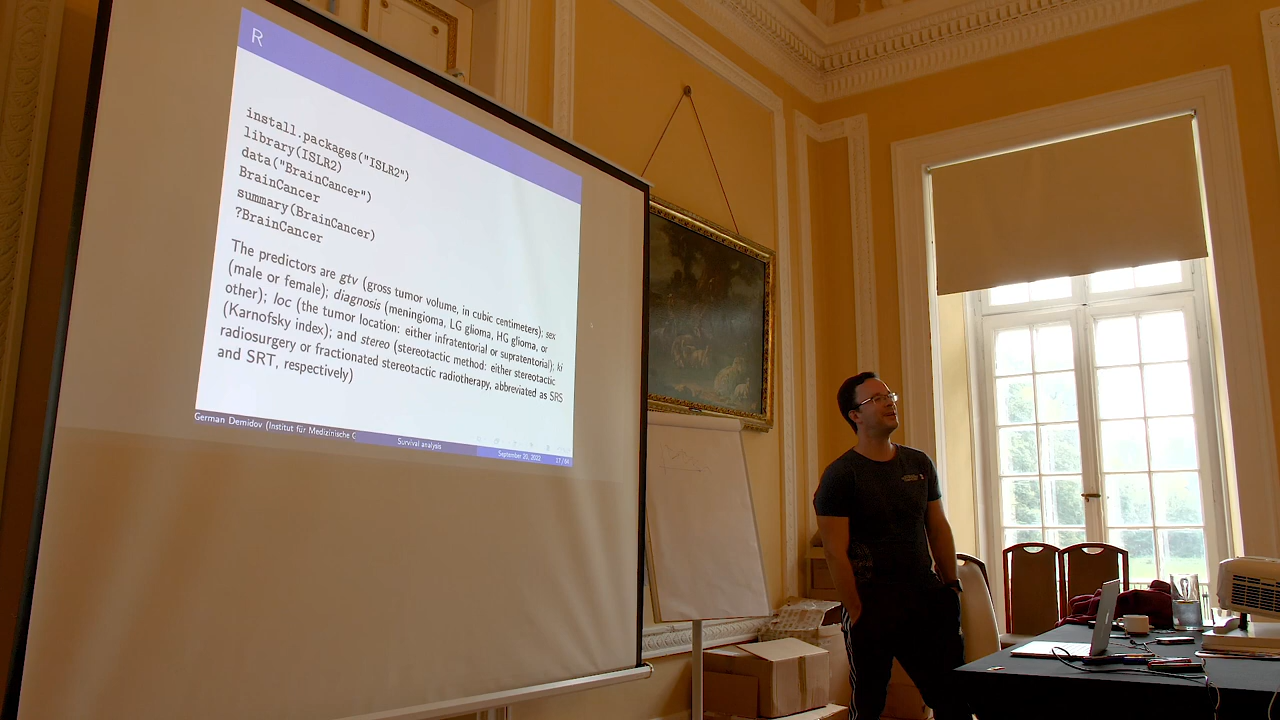 R
install.packages("ISLR2")
library(ISLR2)
data("BrainCancer")
BrainCancer
summary(BrainCancer)
?BrainCancer
The predictors are gtv (gross tumor volume, in cubic centimeters); sex
(male or female); diagnosis (meningioma, LG glioma, HG glioma, or
other); loc (the tumor location: either infratentorial or supratentorial); ki
(Karnofsky index); and stereo (stereotactic method: either stereotactic
radiosurgery or fractionated stereotactic radiotherapy, abbreviated as SRS
and SRT, respectively)
German Demidov (Institut für Medizinische G
Survival analysis
September 20, 2022
17 / 64